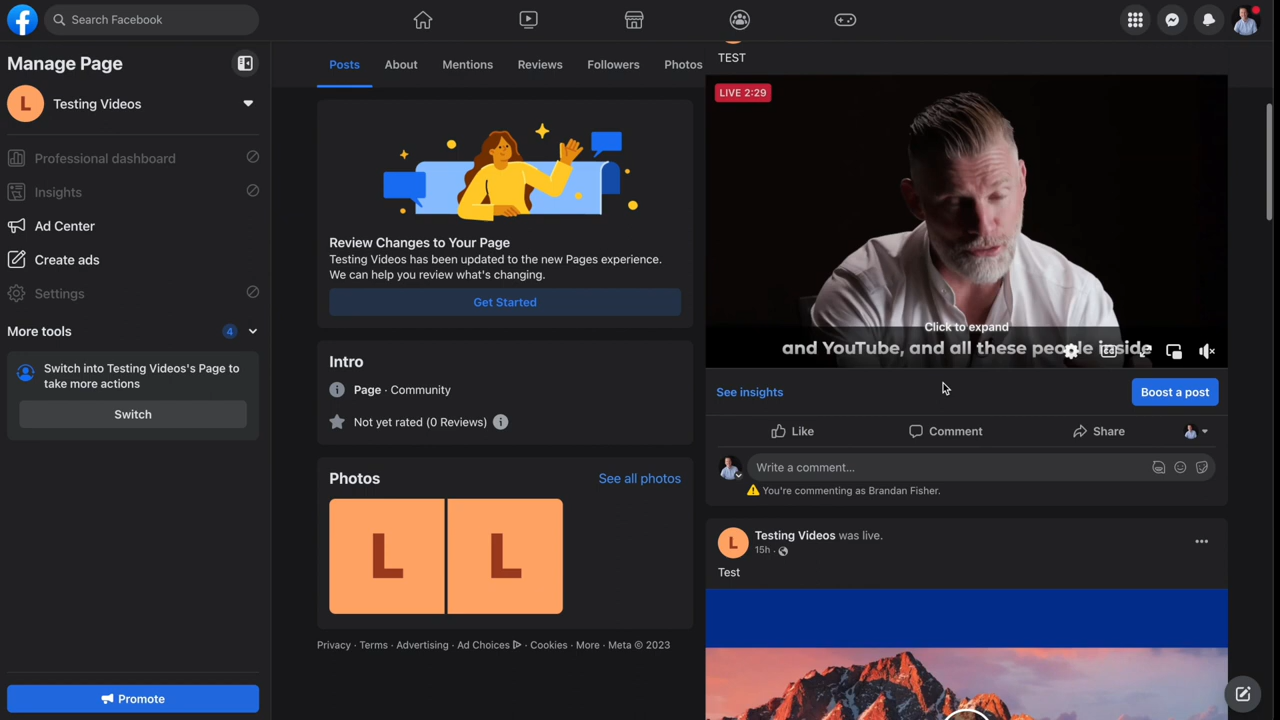 Search Facebook
Manage Page
L
Testing Videos
Professional dashboard
Insights
Ad Center
Create ads
Settings
More tools
4
Switch into Testing Videos's Page to
take more actions
Switch
Promote
Posts
About
Mentions
Reviews
Followers
Photos
Review Changes to Your Page
Testing Videos has been updated to the new Pages experience.
We can help you review what's changing.
Get Started
Intro
Page · Community
Not yet rated (0 Reviews)
Photos
See all photos
L
L
Privacy · Terms · Advertising · Ad Choices · Cookies · More · Meta © 2023
TEST
LIVE 2:29
Click to expand
and YouTube, and all these people inside
See insights
Boost a post
Like
Comment
Share
Write a comment...
You're commenting as Brandan Fisher.
L
Testing Videos was live.
15h ·
Test